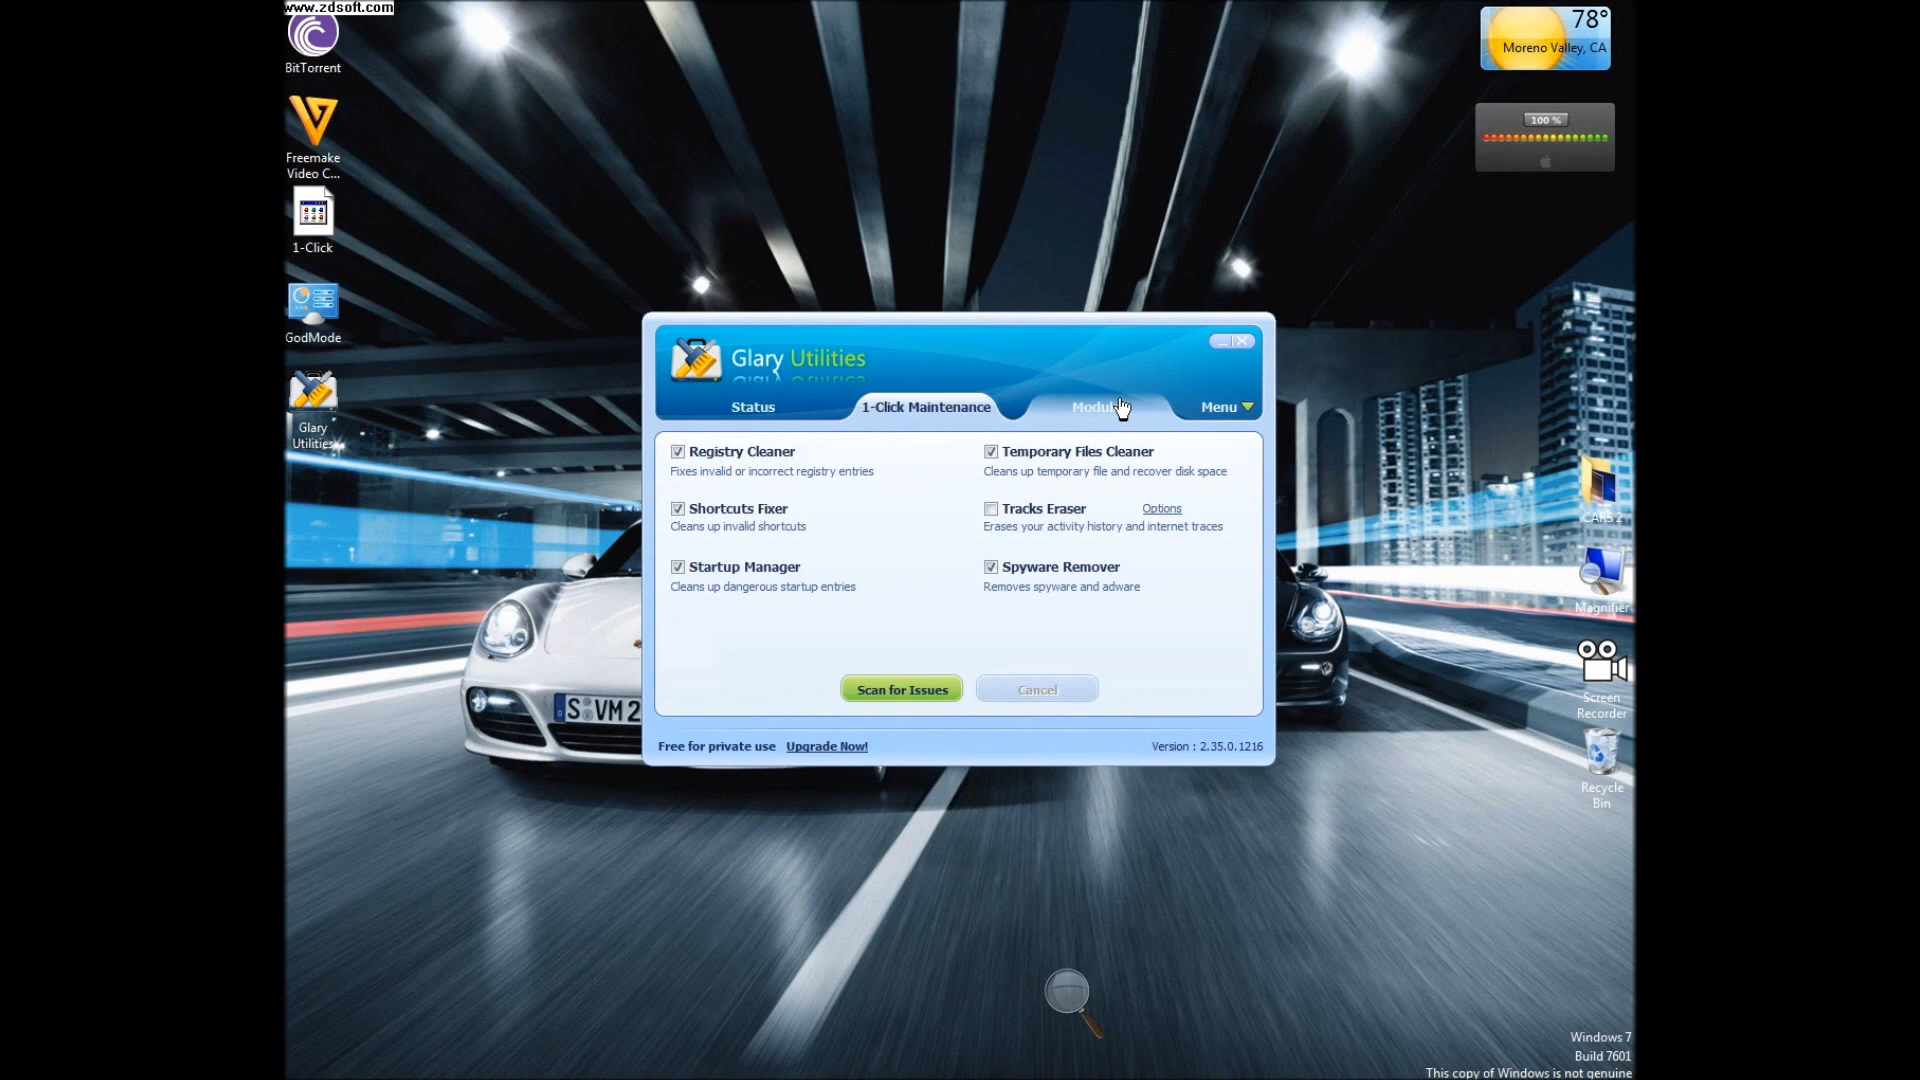 www.zdsoft.com
BitTorrent
Freemake
Video C...
1-Click
GodMode
Glary
Utilities
78°
Moreno Valley, CA
100 %
Glary Utilities
Status
1-Click Maintenance
Menu
Registry Cleaner
Fixes invalid or incorrect registry entries
Temporary Files Cleaner
Cleans up temporary file and recover disk space
Shortcuts Fixer
Cleans up invalid shortcuts
Tracks Eraser
Options
Erases your activity history and internet traces
Startup Manager
Cleans up dangerous startup entries
Spyware Remover
Removes spyware and adware
Scan for Issues
Cancel
Free for private use
Upgrade Now!
Version : 2.35.0.1216
S VM 2
Magnifier
Screen
Recorder
Recycle
Bin
Windows 7
Build 7601
This copy of Windows is not genuine